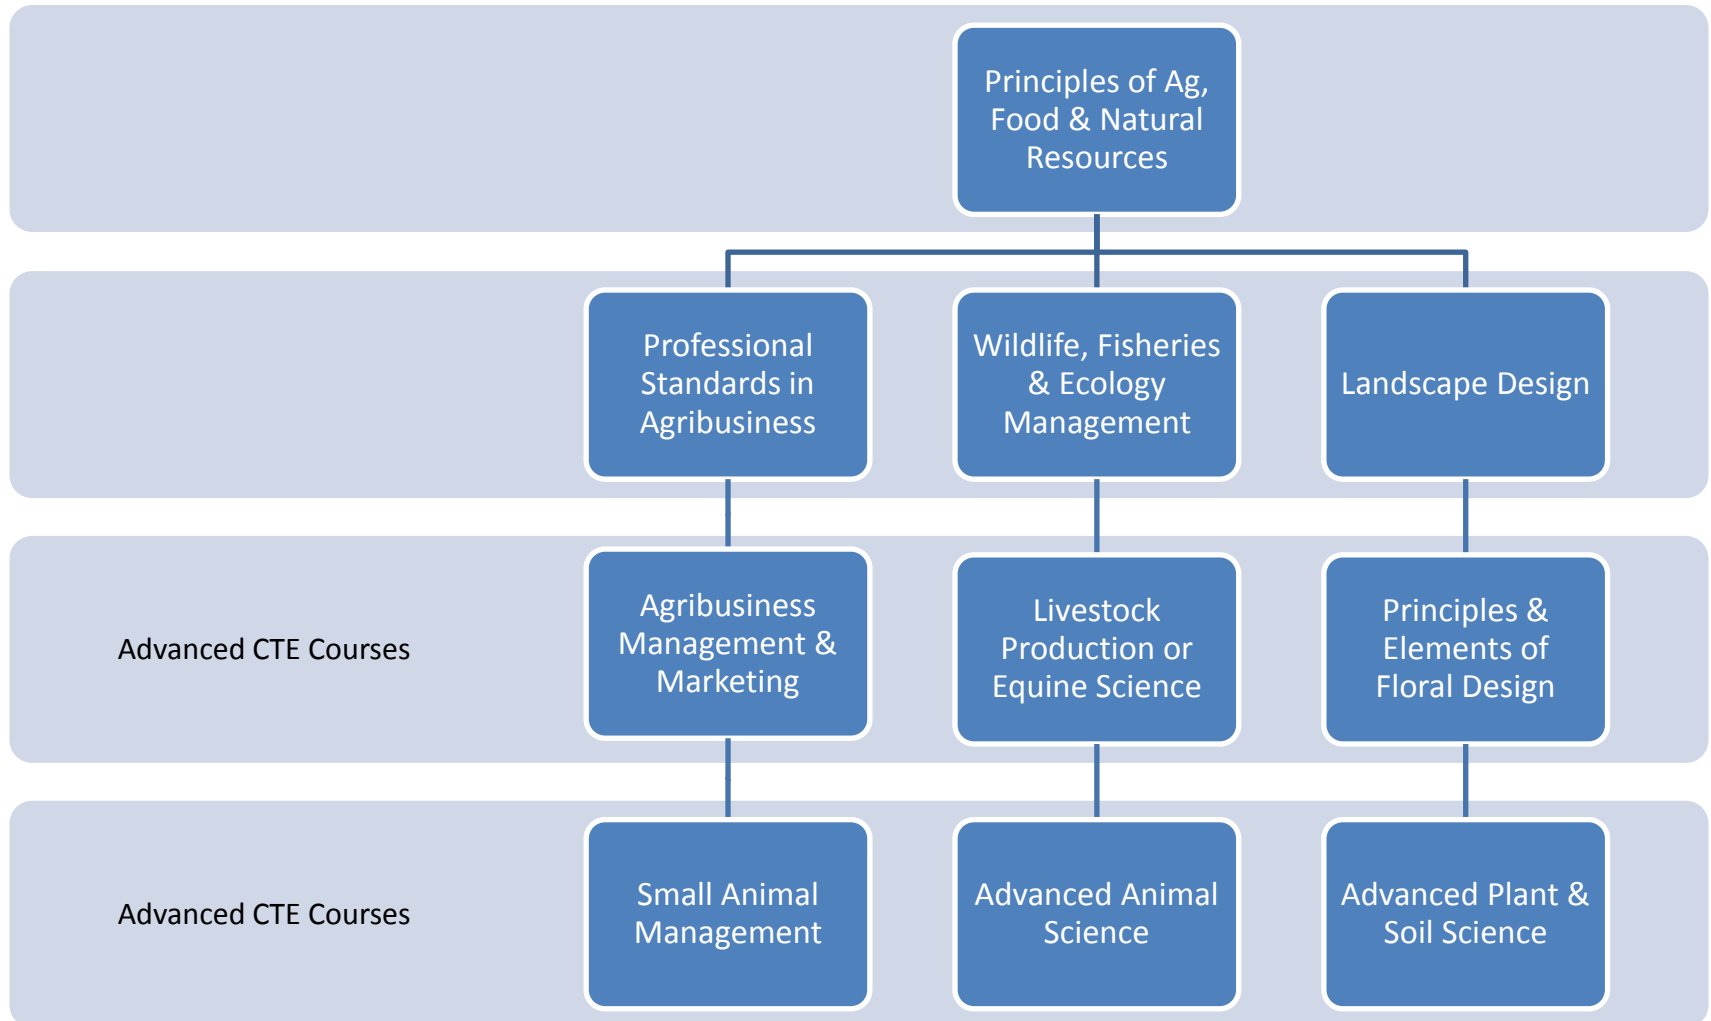 Principles of Ag,
Food & Natural
Resources
Professional
Standards in
Agribusiness
Wildlife, Fisheries
& Ecology
Management
Landscape Design
Advanced CTE Courses
Agribusiness
Management &
Marketing
Livestock
Production or
Equine Science
Principles &
Elements of
Floral Design
Advanced CTE Courses
Small Animal
Management
Advanced Animal
Science
Advanced Plant &
Soil Science